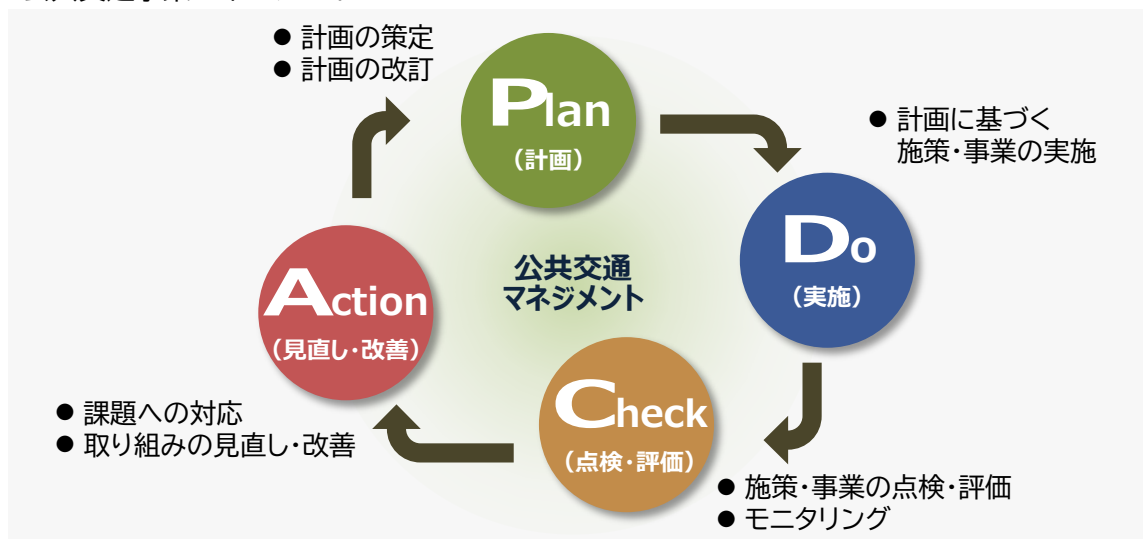 ● 計画の策定
● 計画の改訂
Plan
（計画）
● 計画に基づく
施策・事業の実施
Do
（実施）
公共交通
マネジメント
Action
（見直し・改善）
Check
（点検・評価）
● 課題への対応
● 取り組みの見直し・改善
● 施策・事業の点検・評価
● モニタリング